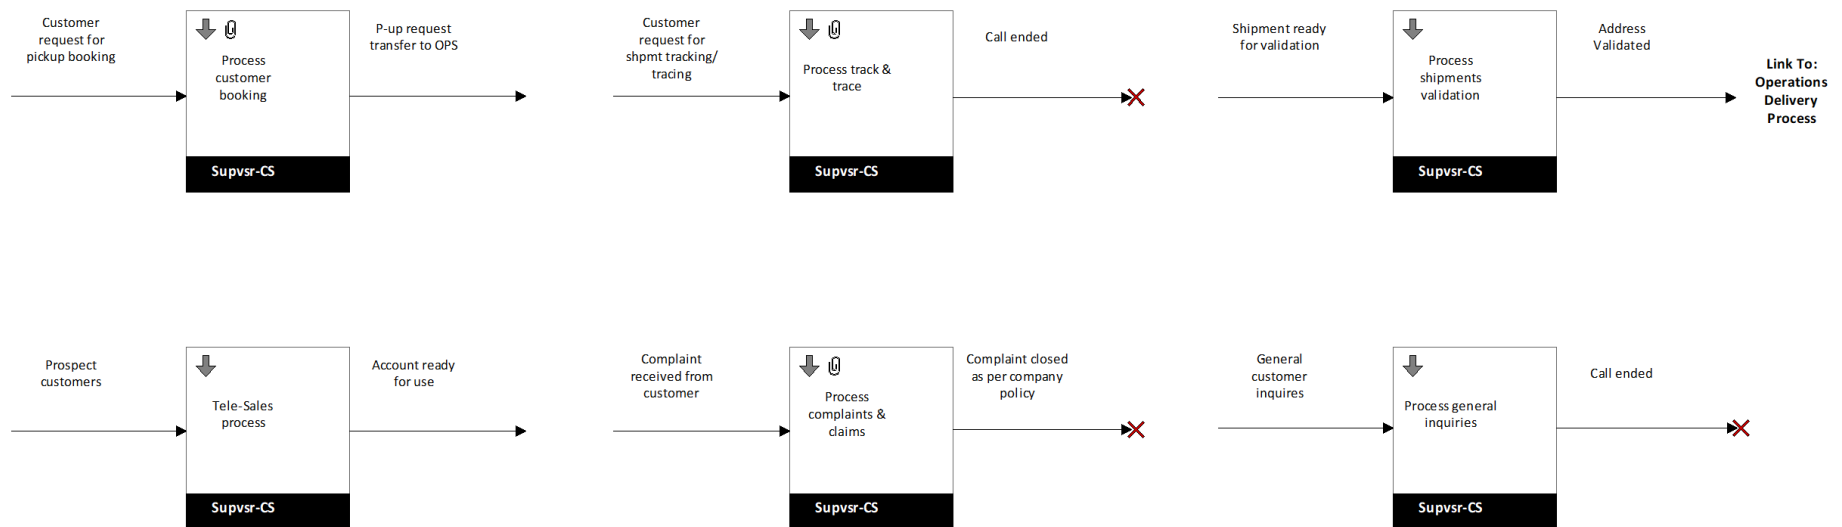 Customer
request for
pickup booking
Process
customer
booking
Supvsr-CS
P-up request
transfer to OPS
Customer
request for
shpmt tracking/
tracing
Process track &
trace
Supvsr-CS
Call ended
Shipment ready
for validation
Process
shipments
validation
Supvsr-CS
Address
Validated
Link To:
Operations
Delivery
Process
Prospect
customers
Tele-Sales
process
Supvsr-CS
Account ready
for use
Complaint
received from
customer
Process
complaints &
claims
Supvsr-CS
Complaint closed
as per company
policy
General
customer
inquires
Process general
inquiries
Supvsr-CS
Call ended